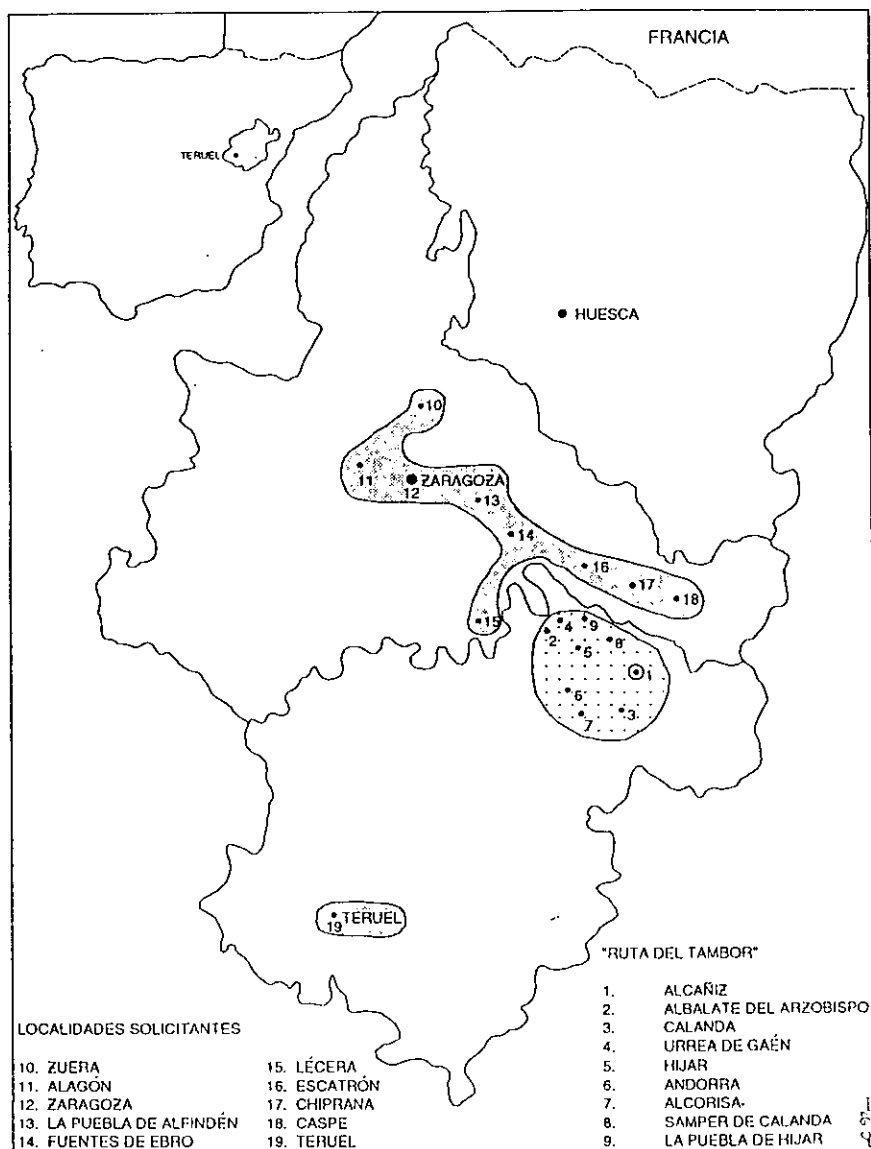 FRANCIA
TERUEL
HUESCA
10
11
ZARAGOZA
12
13
14
16
17
18
15
4
9
2
5
8
1
6
7
3
TERUEL
19
"RUTA DEL TAMBOR"
1. ALCAÑIZ
2. ALBALATE DEL ARZOBISPO
3. CALANDA
4. URREA DE GAÉN
5. HIJAR
6. ANDORRA
7. ALCORISA
8. SAMPER DE CALANDA
9. LA PUEBLA DE HIJAR
LOCALIDADES SOLICITANTES
10. ZUERA
11. ALAGÓN
12. ZARAGOZA
13. LA PUEBLA DE ALFINDÉN
14. FUENTES DE EBRO
15. LÉCERA
16. ESCATRÓN
17. CHIPRANA
18. CASPE
19. TERUEL